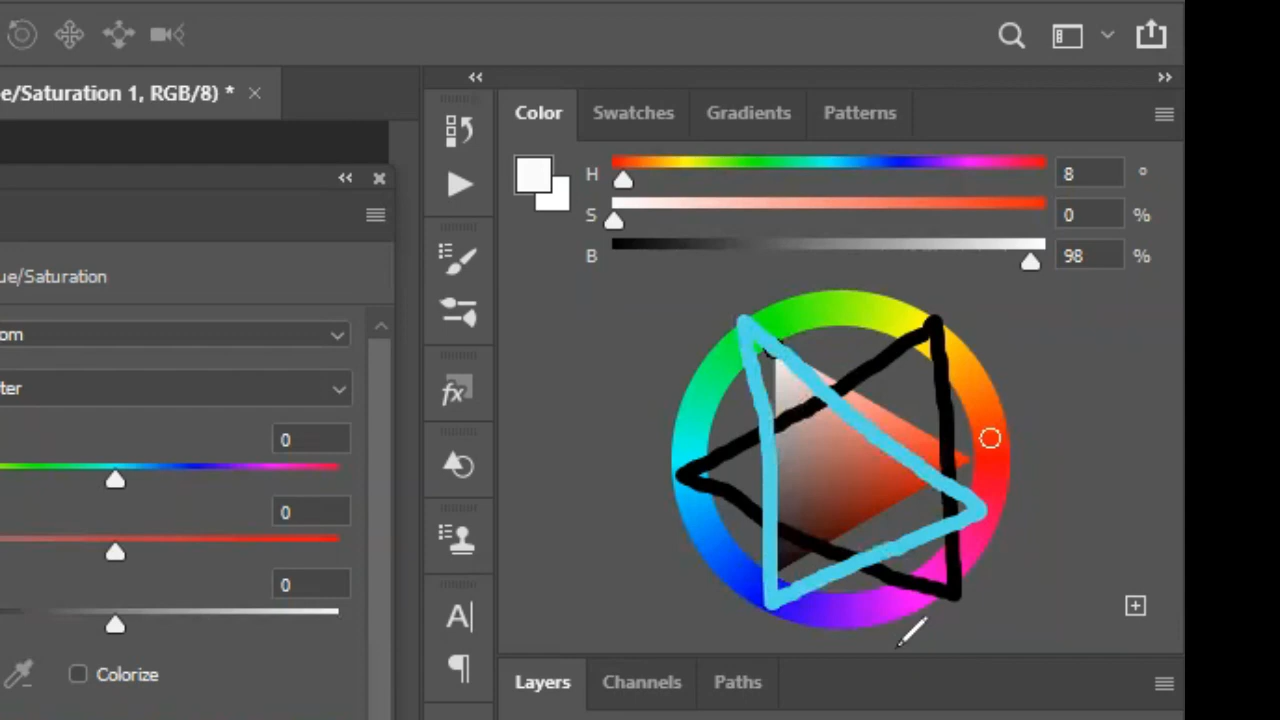 e/Saturation 1, RGB/8) *
Color Swatches Gradients Patterns
H 8 °
S 0 %
B 98 %
ue/Saturation
om
ter
0
0
0
Colorize
fx
A
Layers Channels Paths